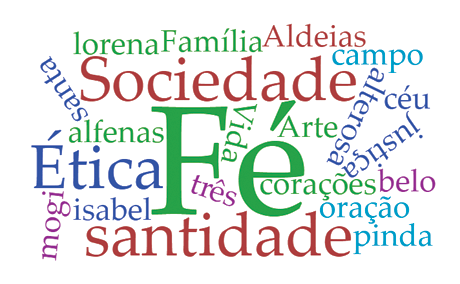 lorena Família Aldeias
campo
santa
Sociedade
alterosa
céu
alfenas
Fé
Vida
Arte
justiça
Ética
três
corações
belo
mogi
isabel
oração
santidade
pinda